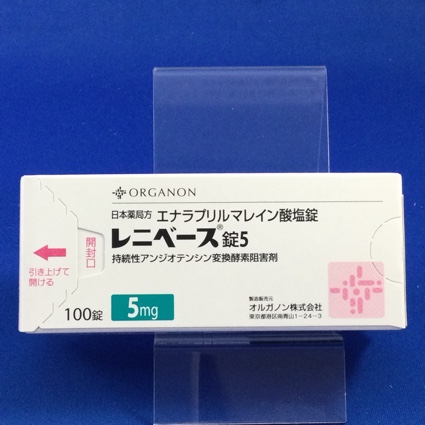 ORGANON
日本薬局方 エナラプリルマレイン酸塩錠
レニベース®錠5
持続性アンジオテンシン変換酵素阻害剤
開封口
引き上げて
開ける
100錠
5mg
製造販売元
オルガノン株式会社
東京都港区南青山1-24-3